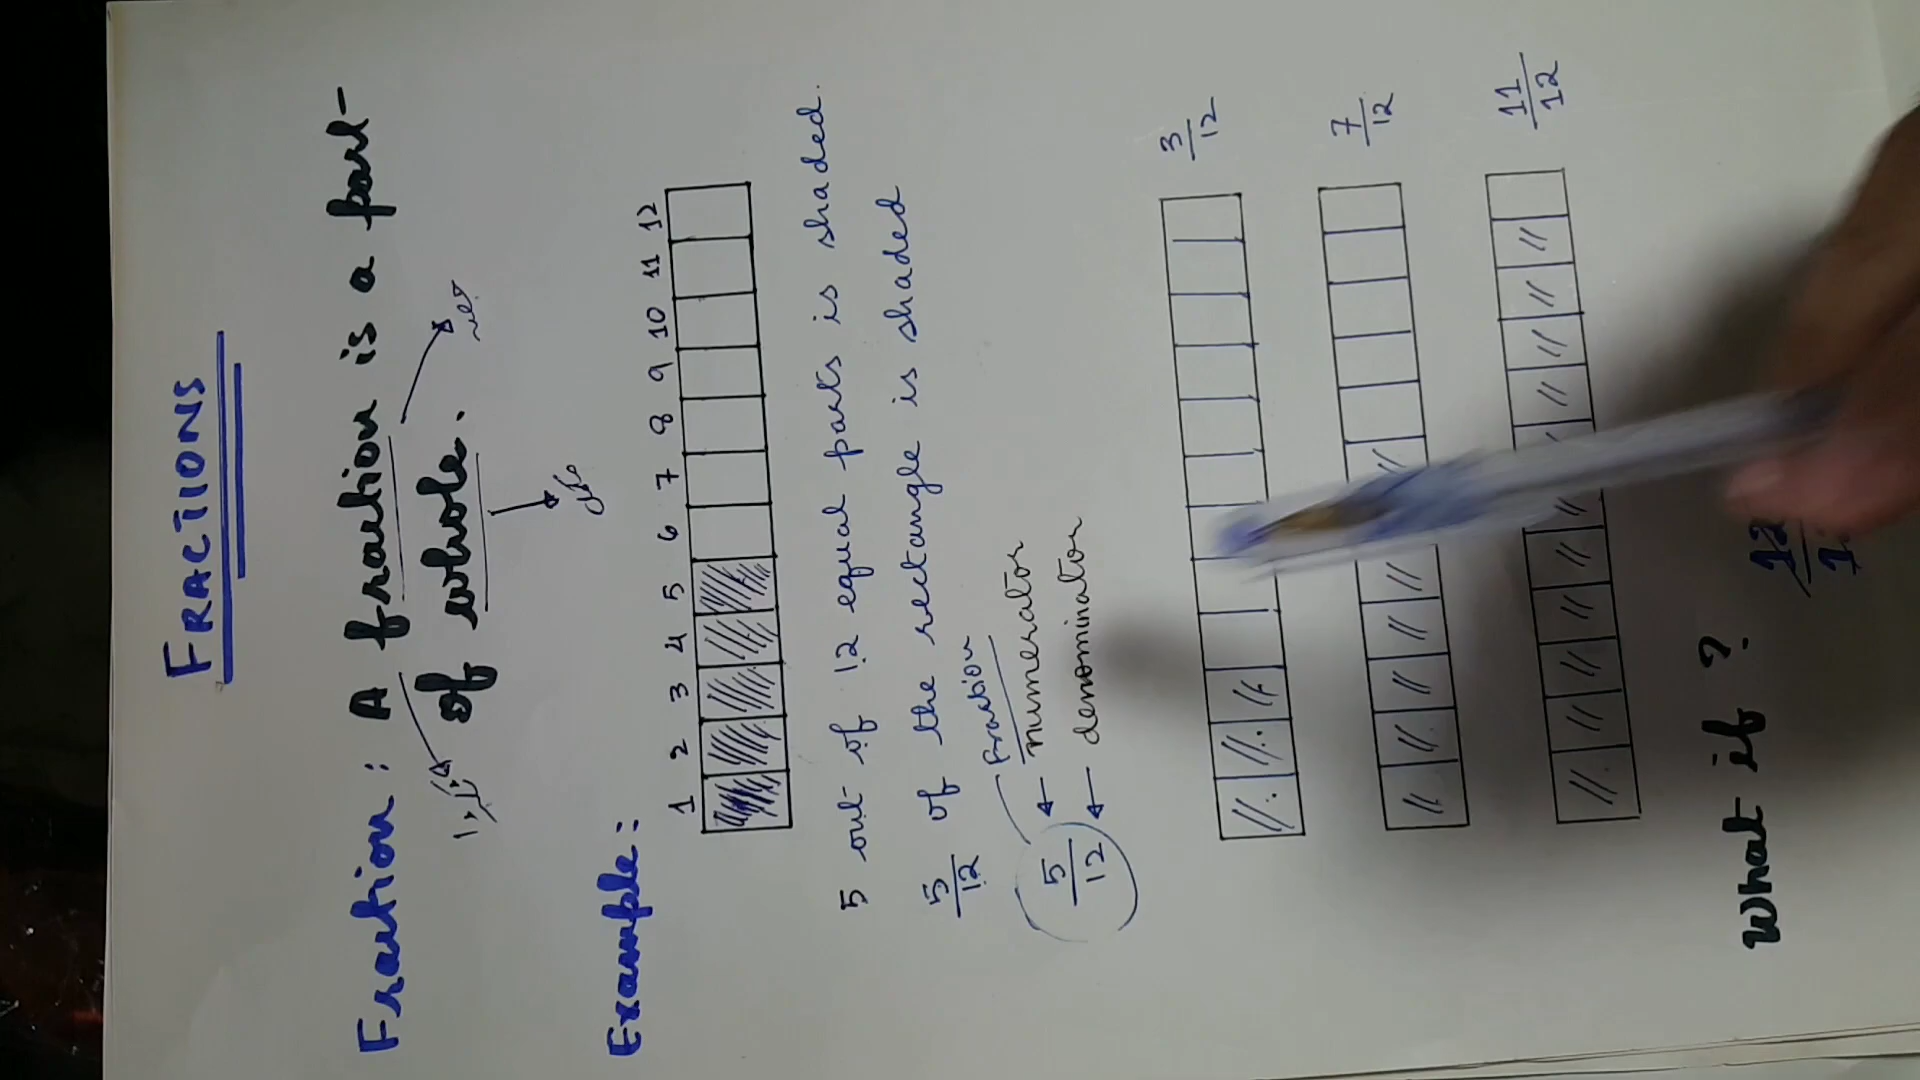 FRACTIONS
Fraction : A fraction is a part
of whole.
Example :
1 2 3 4 5 6 7 8 9 10 11 12
5 out of 12 equal parts is shaded.
5/12 of the rectangle is shaded
Fraction
5/12 ← numerator
← denominator
3/12
7/12
11/12
What if ?